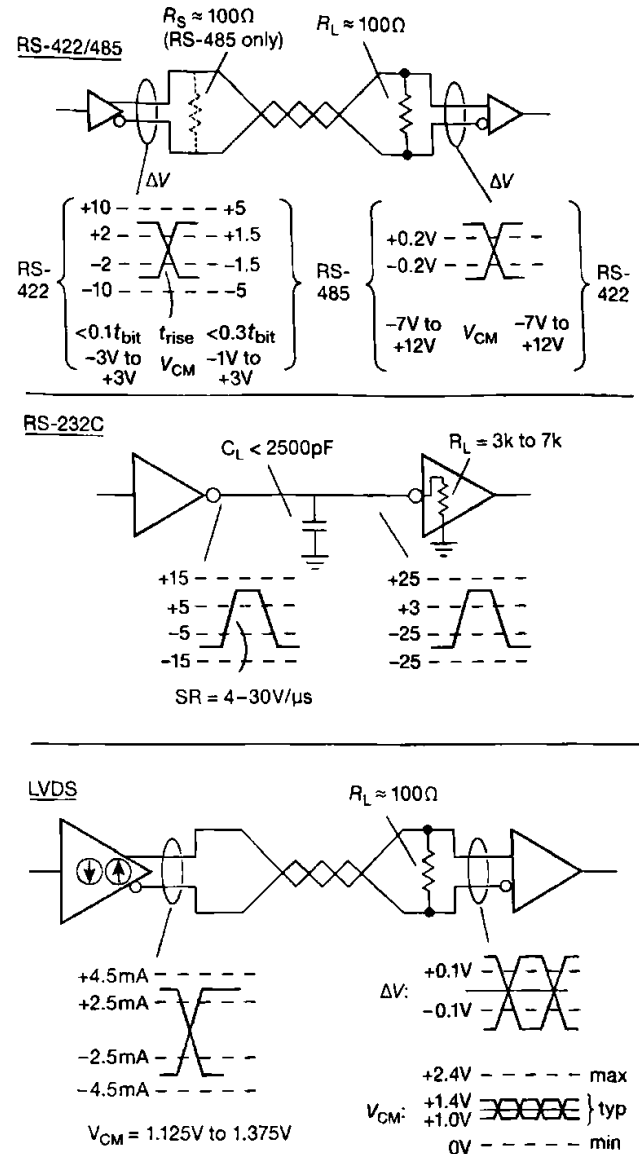 RS-422/485
R_S ≈ 100Ω
(RS-485 only)
R_L ≈ 100Ω
ΔV
ΔV
RS-422
+10 +5
+2 +1.5
−2 −1.5
−10 −5
<0.1t_bit t_rise <0.3t_bit
−3V to +3V V_CM −1V to +3V
RS-485
+0.2V
−0.2V
−7V to +12V V_CM −7V to +12V
RS-422
RS-232C
C_L < 2500pF
R_L = 3k to 7k
+15
+5
−5
−15
SR = 4–30V/μs
+25
+3
−25
−25
LVDS
R_L ≈ 100Ω
+4.5mA
+2.5mA
−2.5mA
−4.5mA
V_CM = 1.125V to 1.375V
ΔV:
+0.1V
−0.1V
V_CM:
+2.4V max
+1.4V
+1.0V
typ
0V min